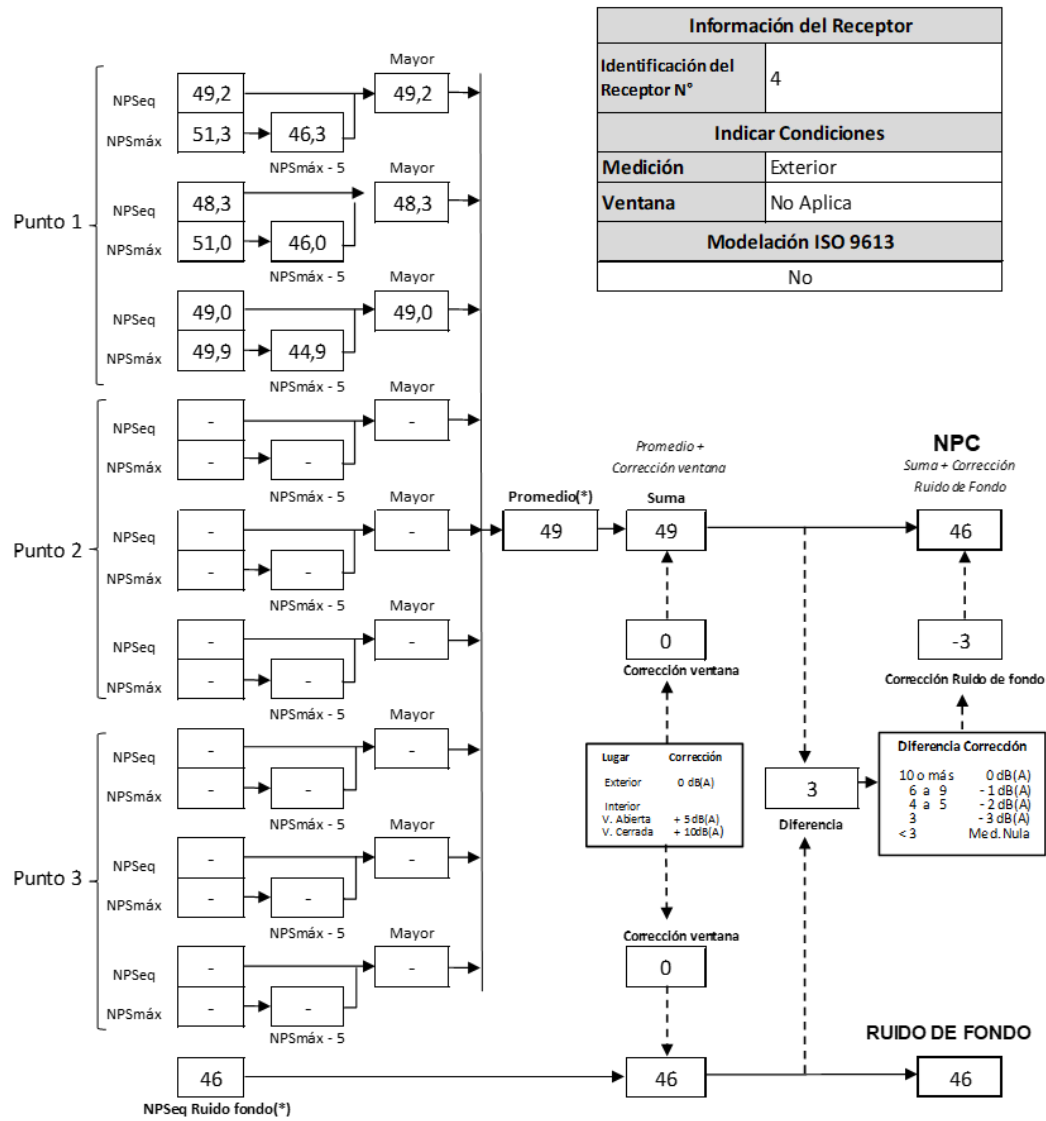 Información del Receptor
Identificación del
Receptor N°
4
Indicar Condiciones
Medición
Exterior
Ventana
No Aplica
Modelación ISO 9613
No
Punto 1
Mayor
NPSeq
49,2
49,2
NPSmáx
51,3
46,3
NPSmáx - 5
Mayor
NPSeq
48,3
48,3
NPSmáx
51,0
46,0
NPSmáx - 5
Mayor
NPSeq
49,0
49,0
NPSmáx
49,9
44,9
NPSmáx - 5
Punto 2
Mayor
NPSeq
-
-
NPSmáx
-
-
NPSmáx - 5
Mayor
NPSeq
-
-
NPSmáx
-
-
NPSmáx - 5
Mayor
NPSeq
-
-
NPSmáx
-
-
NPSmáx - 5
Punto 3
Mayor
NPSeq
-
-
NPSmáx
-
-
NPSmáx - 5
Mayor
NPSeq
-
-
NPSmáx
-
-
NPSmáx - 5
Mayor
NPSeq
-
-
NPSmáx
-
-
NPSmáx - 5
46
NPSeq Ruido fondo(*)
Promedio(*)
49
Promedio +
Corrección ventana
Suma
49
0
Corrección ventana
Lugar Corrección
Exterior 0 dB(A)
Interior
V. Abierta + 5 dB(A)
V. Cerrada + 10dB(A)
Corrección ventana
0
46
3
Diferencia
NPC
Suma + Corrección
Ruido de Fondo
46
-3
Corrección Ruido de fondo
Diferencia Corrección
10 o más 0 dB(A)
6 a 9 - 1 dB(A)
4 a 5 - 2 dB(A)
3 - 3 dB(A)
< 3 Med. Nula
RUIDO DE FONDO
46